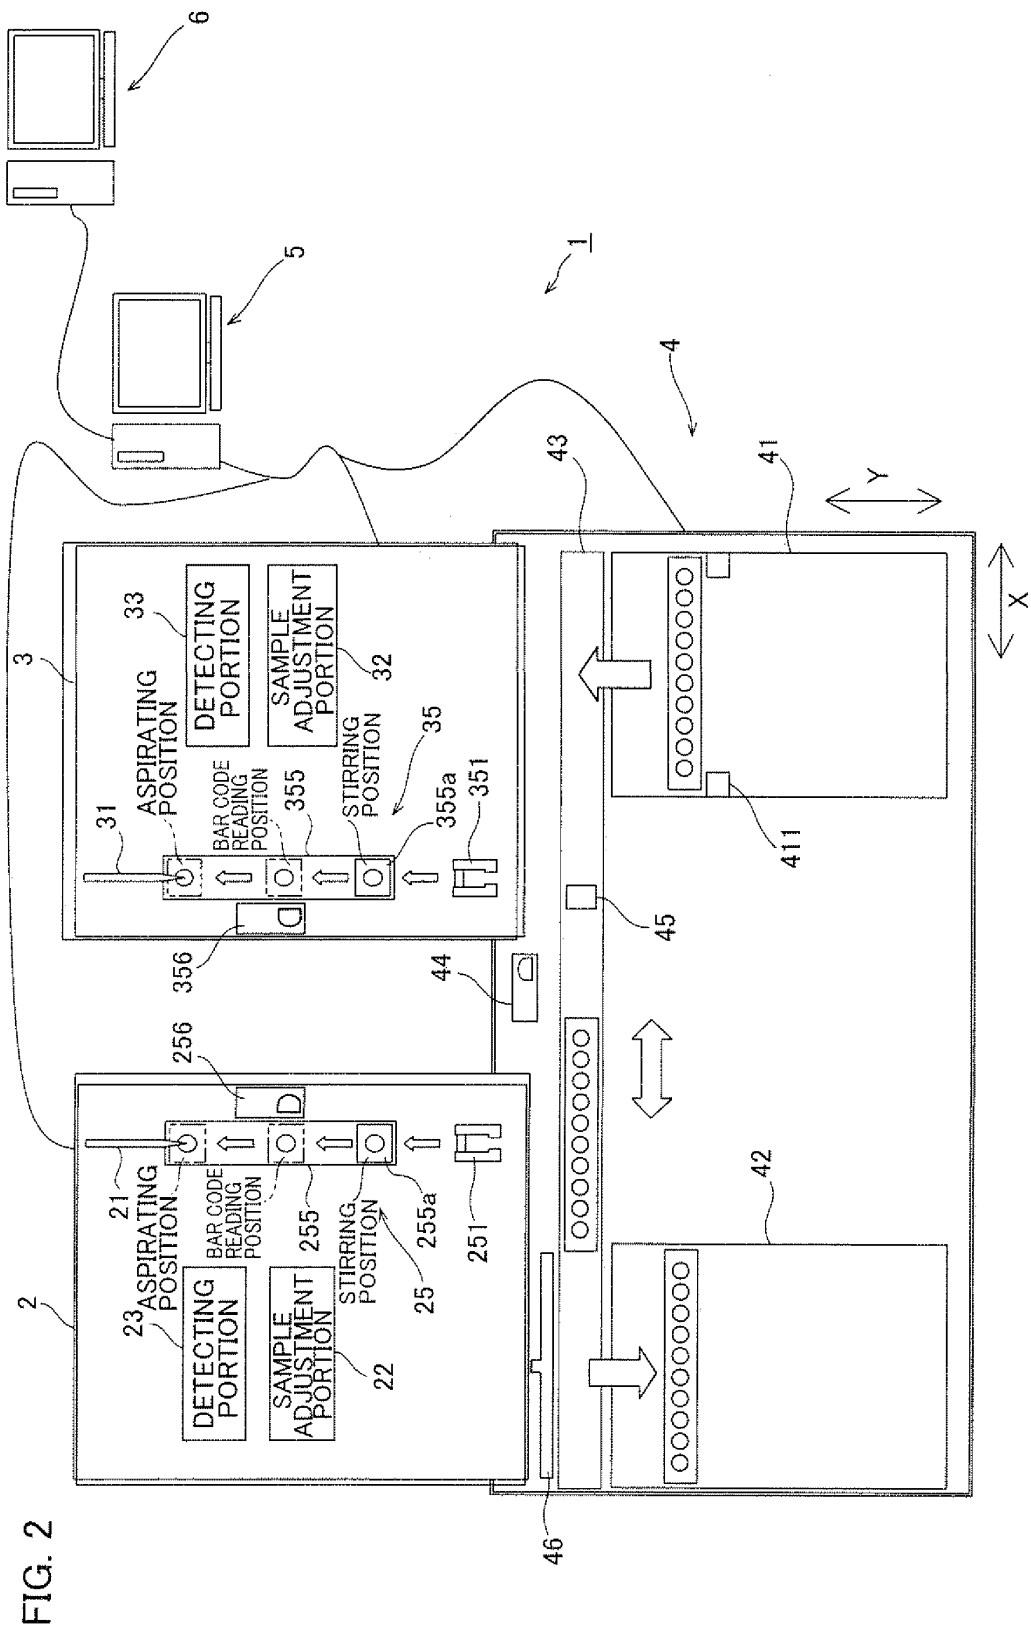 FIG. 2
6
5
1
4
43
41
Y
X
3
33
DETECTING
PORTION
SAMPLE
ADJUSTMENT
PORTION
32
31
ASPIRATING
POSITION
BAR CODE
READING
POSITION
355
STIRRING
POSITION
35
355a
351
356
411
45
44
256
21
ASPIRATING
POSITION
BAR CODE
READING
POSITION
255
STIRRING
POSITION
25
255a
251
2
23
DETECTING
PORTION
SAMPLE
ADJUSTMENT
PORTION
22
42
46